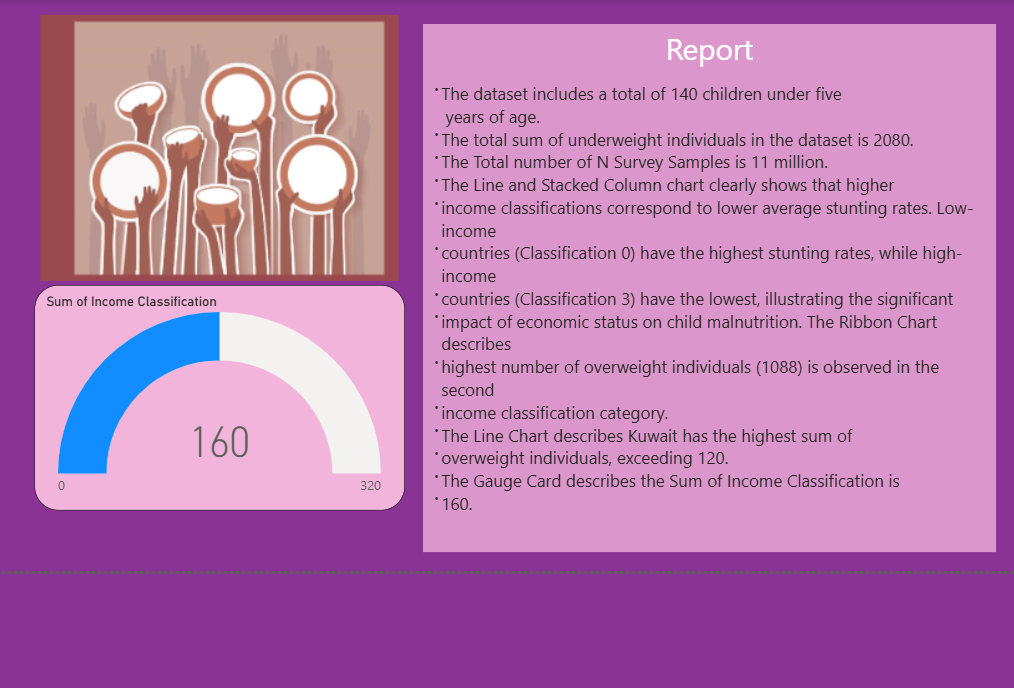 Report
•The dataset includes a total of 140 children under five
years of age.
•The total sum of underweight individuals in the dataset is 2080.
•The Total number of N Survey Samples is 11 million.
•The Line and Stacked Column chart clearly shows that higher
•income classifications correspond to lower average stunting rates. Low-
income
•countries (Classification 0) have the highest stunting rates, while high-
income
•countries (Classification 3) have the lowest, illustrating the significant
•impact of economic status on child malnutrition. The Ribbon Chart
describes
•highest number of overweight individuals (1088) is observed in the
second
•income classification category.
•The Line Chart describes Kuwait has the highest sum of
•overweight individuals, exceeding 120.
•The Gauge Card describes the Sum of Income Classification is
•160.
Sum of Income Classification
160
0
320